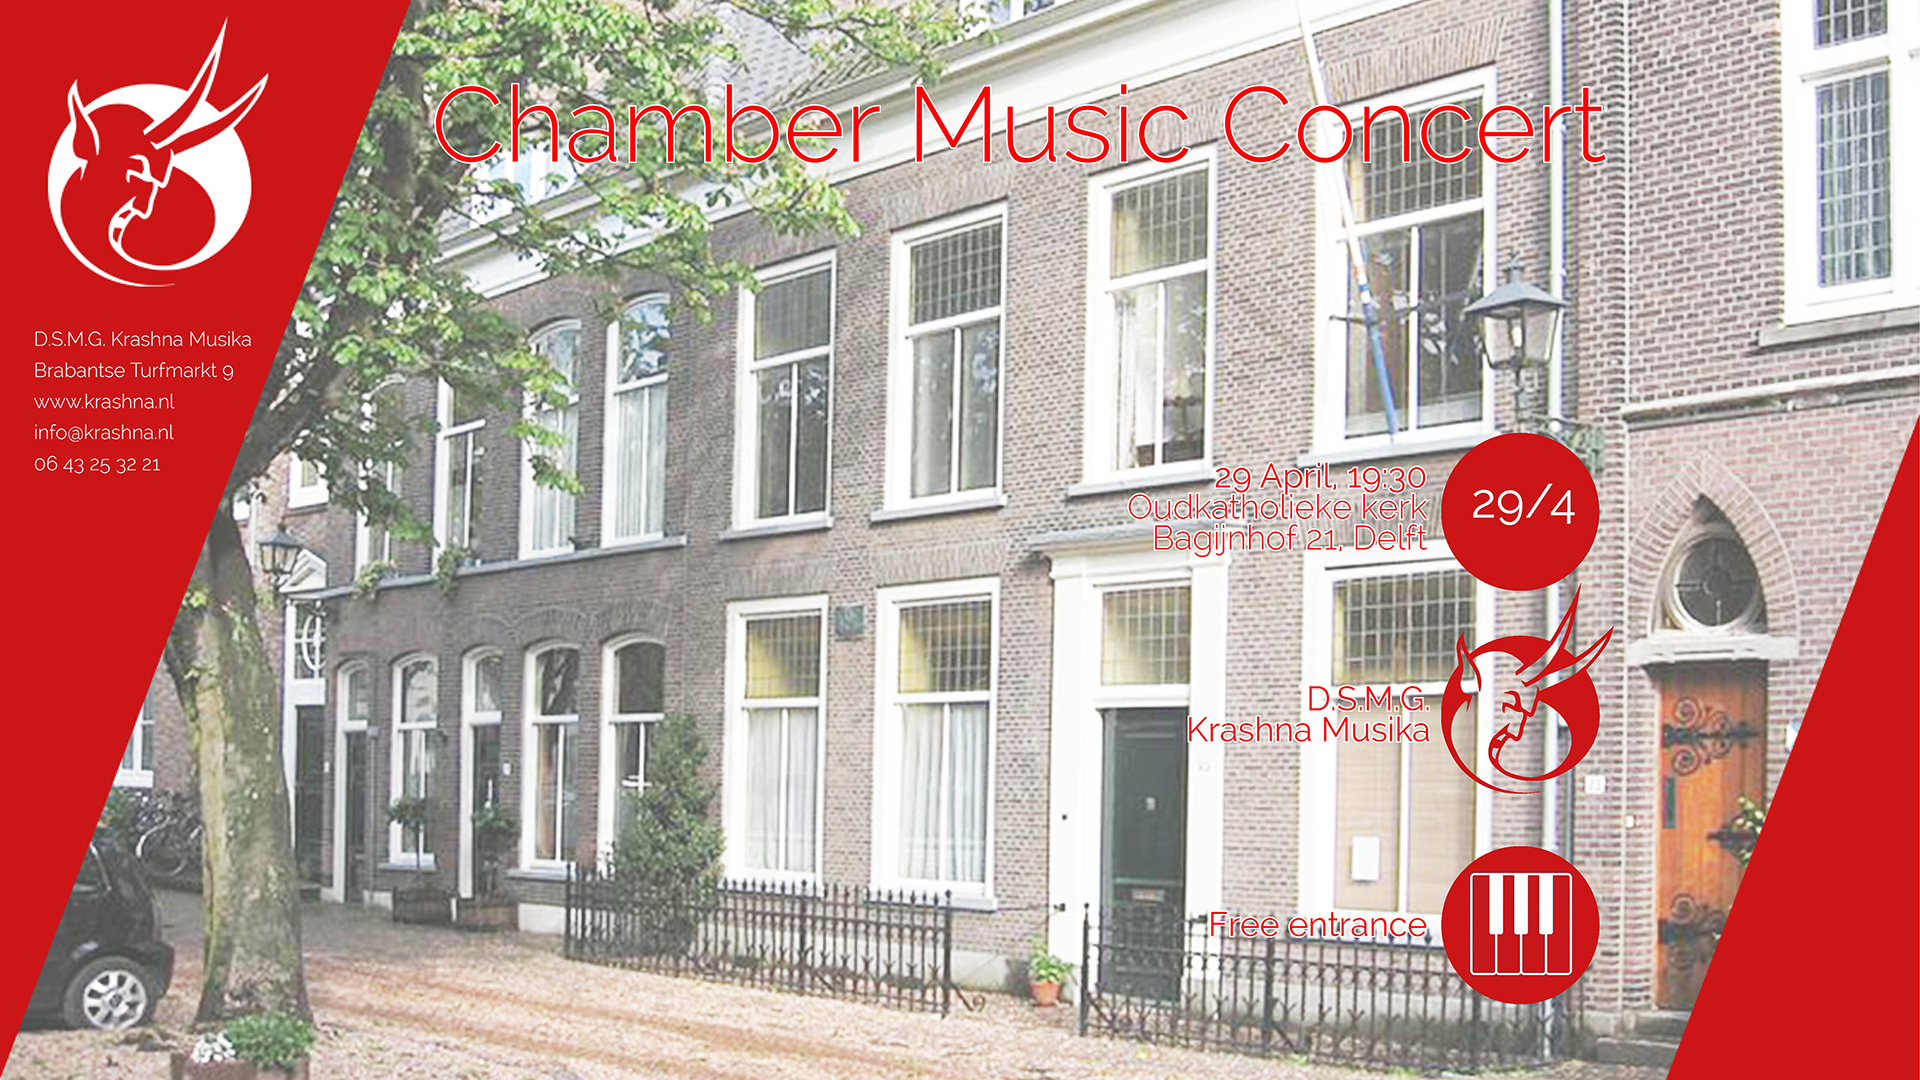 Chamber Music Concert
D.S.M.G. Krashna Musika
Brabantse Turfmarkt 9
www.krashna.nl
info@krashna.nl
06 43 25 32 21
29 April, 19:30
Oudkatholieke kerk
Bagijnhof 21, Delft
29/4
D.S.M.G.
Krashna Musika
Free entrance